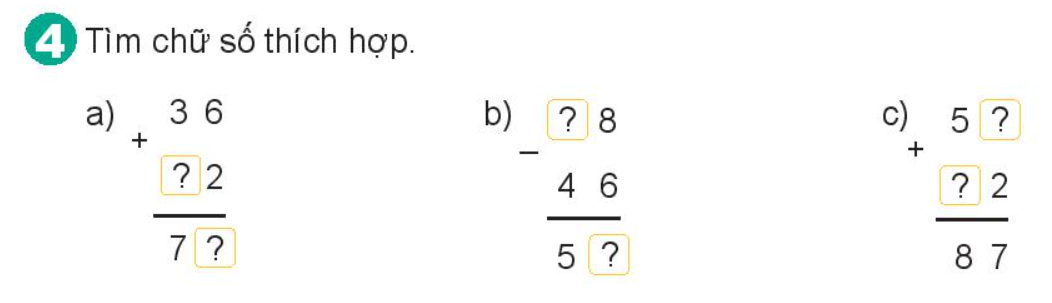 4 Tìm chữ số thích hợp.
a) 3 6
+
? 2
7 ?
b) ? 8
−
4 6
5 ?
c) 5 ?
+
? 2
8 7